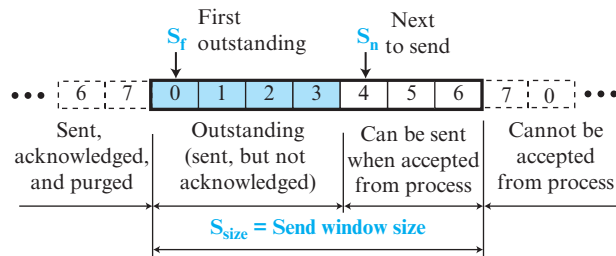 First
outstanding
Next
to send
Sf
Sn
••• 6 7 0 1 2 3 4 5 6 7 0 •••
Sent,
acknowledged,
and purged
Outstanding
(sent, but not
acknowledged)
Can be sent
when accepted
from process
Cannot be
accepted
from process
Ssize = Send window size